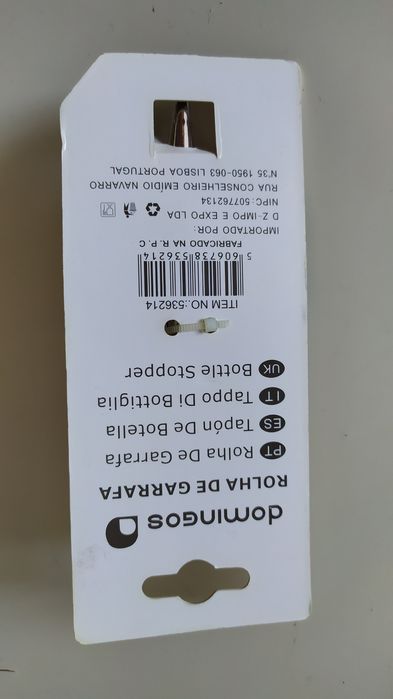 domingos
ROLHA DE GARRAFA
PT Rolha De Garrafa
ES Tapón De Botella
IT Tappo Di Bottiglia
UK Bottle Stopper
ITEM NO.:536214
5 606738 536214
FABRICADO NA R. P. C
IMPORTADO POR:
D Z-IMPO E EXPO LDA
NIPC: 507762134
RUA CONSELHEIRO EMÍDIO NAVARRO
Nº35 1950-063 LISBOA PORTUGAL